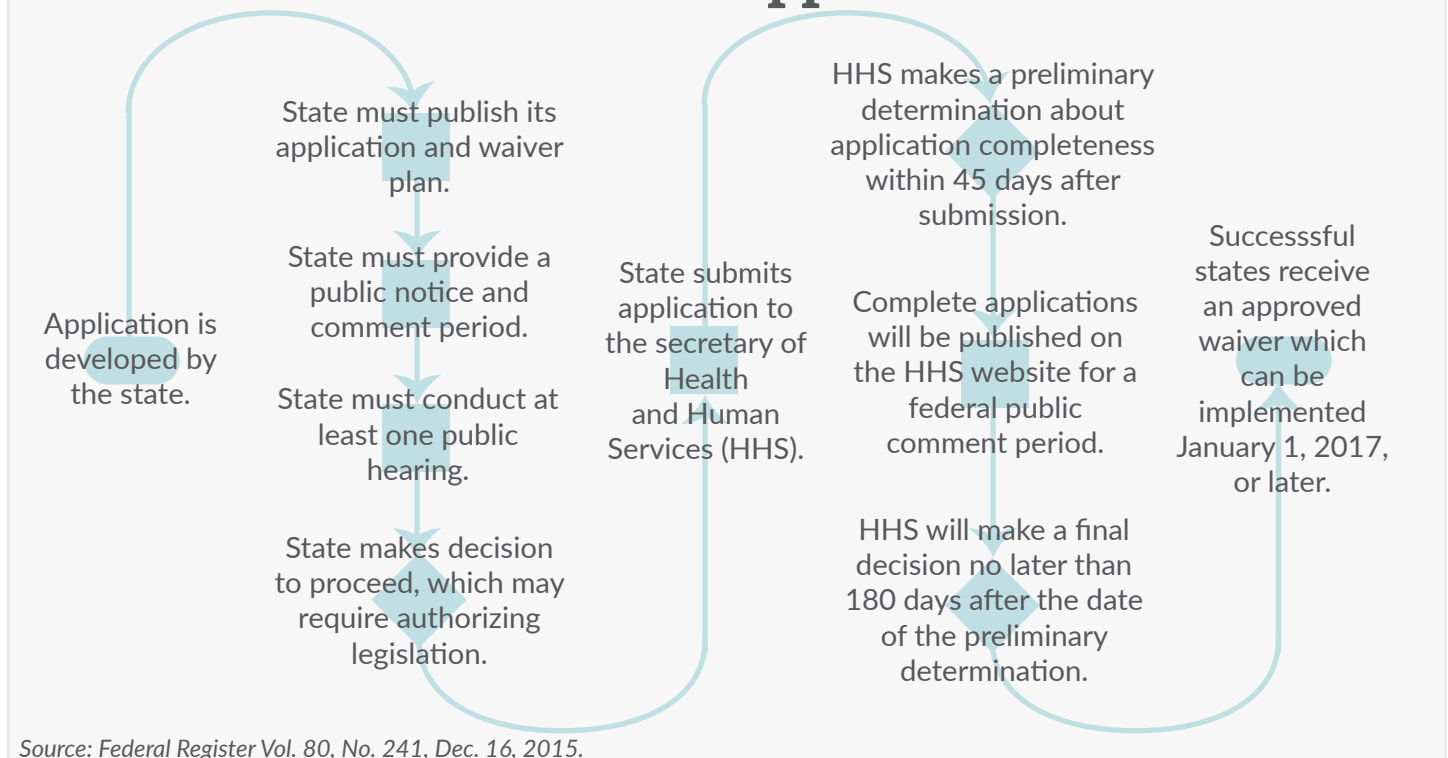 Application is
developed by
the state.
State must publish its
application and waiver
plan.
State must provide a
public notice and
comment period.
State must conduct at
least one public
hearing.
State makes decision
to proceed, which may
require authorizing
legislation.
State submits
application to
the secretary of
Health
and Human
Services (HHS).
HHS makes a preliminary
determination about
application completeness
within 45 days after
submission.
Complete applications
will be published on
the HHS website for a
federal public
comment period.
HHS will make a final
decision no later than
180 days after the date
of the preliminary
determination.
Successsful
states receive
an approved
waiver which
can be
implemented
January 1, 2017,
or later.
Source: Federal Register Vol. 80, No. 241, Dec. 16, 2015.